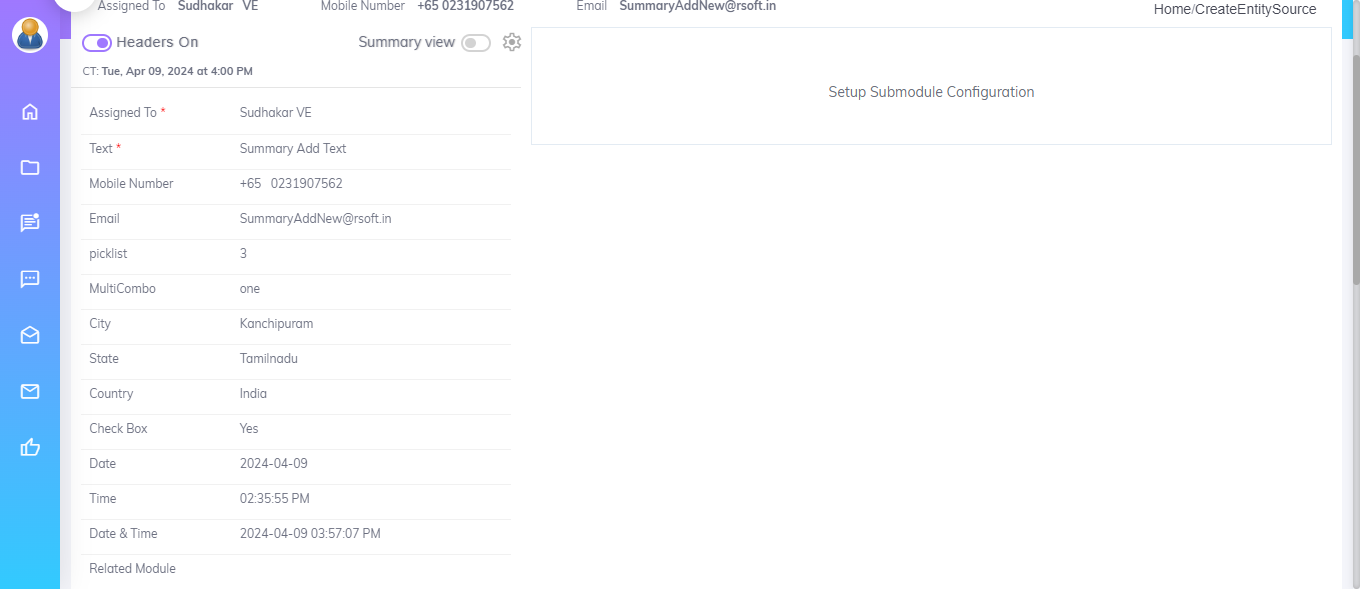 Assigned To Sudhakar VE Mobile Number +65 0231907562 Email SummaryAddNew@rsoft.in
Home/CreateEntitySource
Headers On Summary view
CT: Tue, Apr 09, 2024 at 4:00 PM
Setup Submodule Configuration
Assigned To * Sudhakar VE
Text * Summary Add Text
Mobile Number +65 0231907562
Email SummaryAddNew@rsoft.in
picklist 3
MultiCombo one
City Kanchipuram
State Tamilnadu
Country India
Check Box Yes
Date 2024-04-09
Time 02:35:55 PM
Date & Time 2024-04-09 03:57:07 PM
Related Module